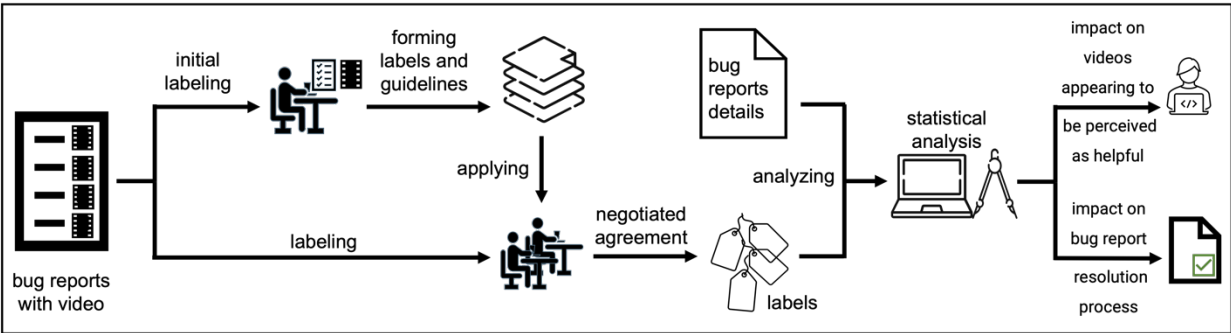 bug reports
with video
initial
labeling
forming
labels and
guidelines
applying
labeling
negotiated
agreement
bug
reports
details
labels
analyzing
statistical
analysis
impact on
videos
appearing to
be perceived
as helpful
</>
impact on
bug report
resolution
process